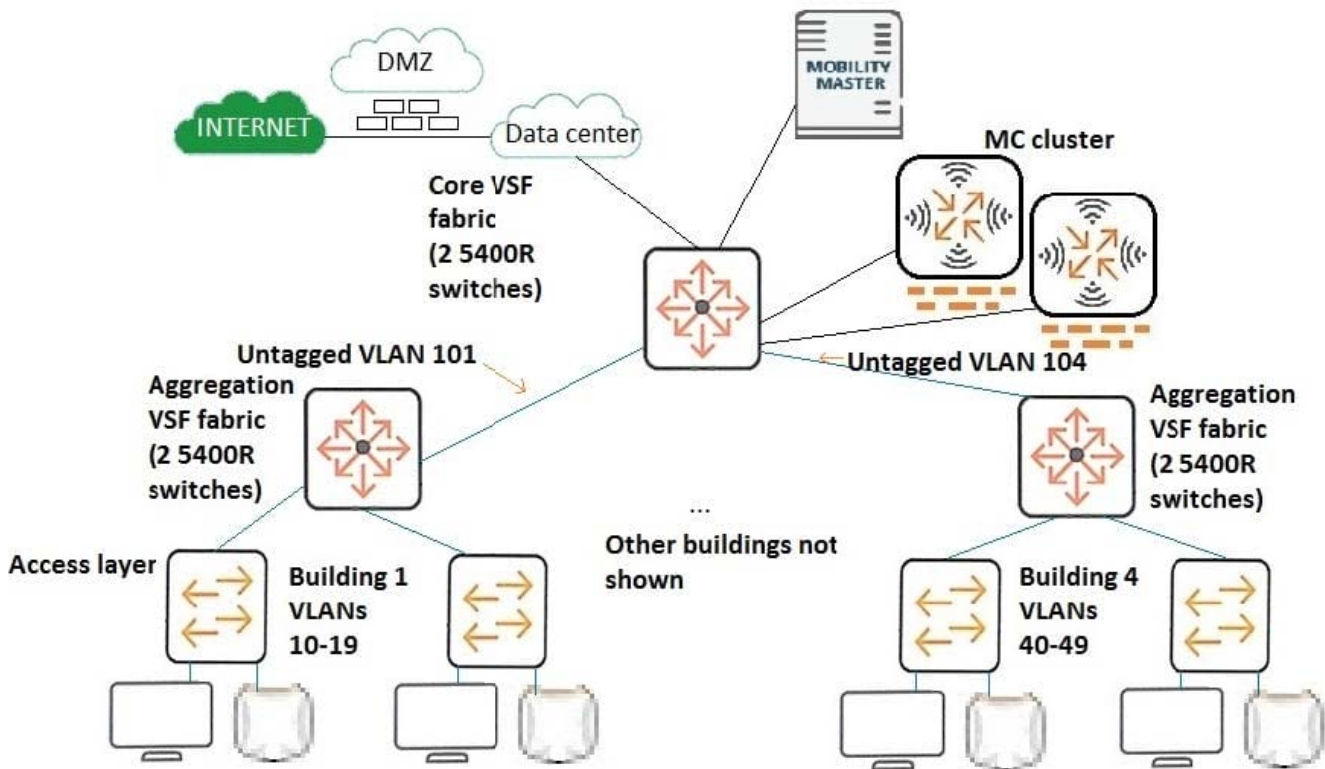 DMZ
INTERNET
Data center
MOBILITY
MASTER
MC cluster
Core VSF
fabric
(2 5400R
switches)
Untagged VLAN 101
Untagged VLAN 104
Aggregation
VSF fabric
(2 5400R
switches)
Aggregation
VSF fabric
(2 5400R
switches)
...
Other buildings not
shown
Access layer
Building 1
VLANs
10-19
Building 4
VLANs
40-49